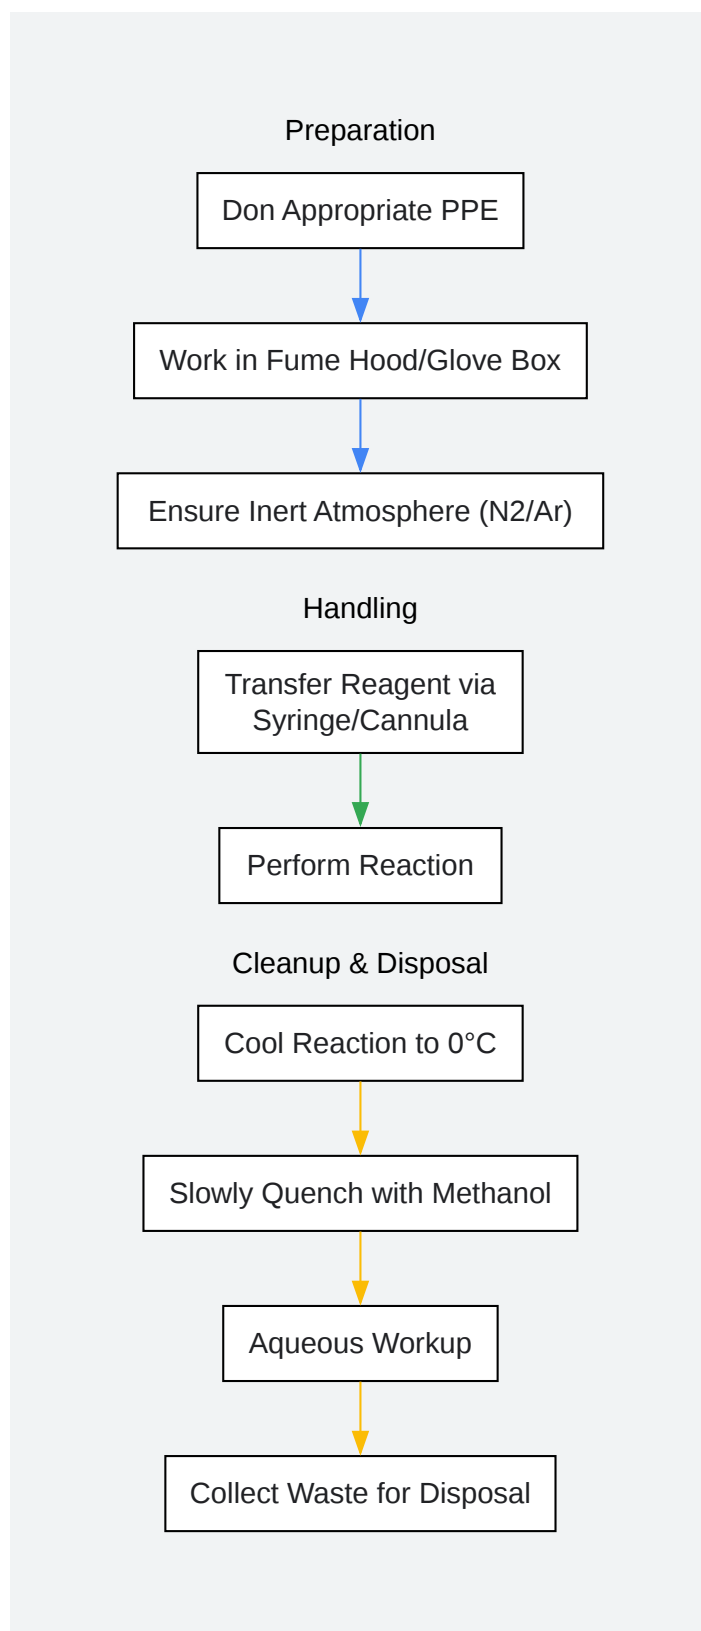 Preparation
Don Appropriate PPE
Work in Fume Hood/Glove Box
Ensure Inert Atmosphere (N2/Ar)
Handling
Transfer Reagent via
Syringe/Cannula
Perform Reaction
Cleanup & Disposal
Cool Reaction to 0°C
Slowly Quench with Methanol
Aqueous Workup
Collect Waste for Disposal